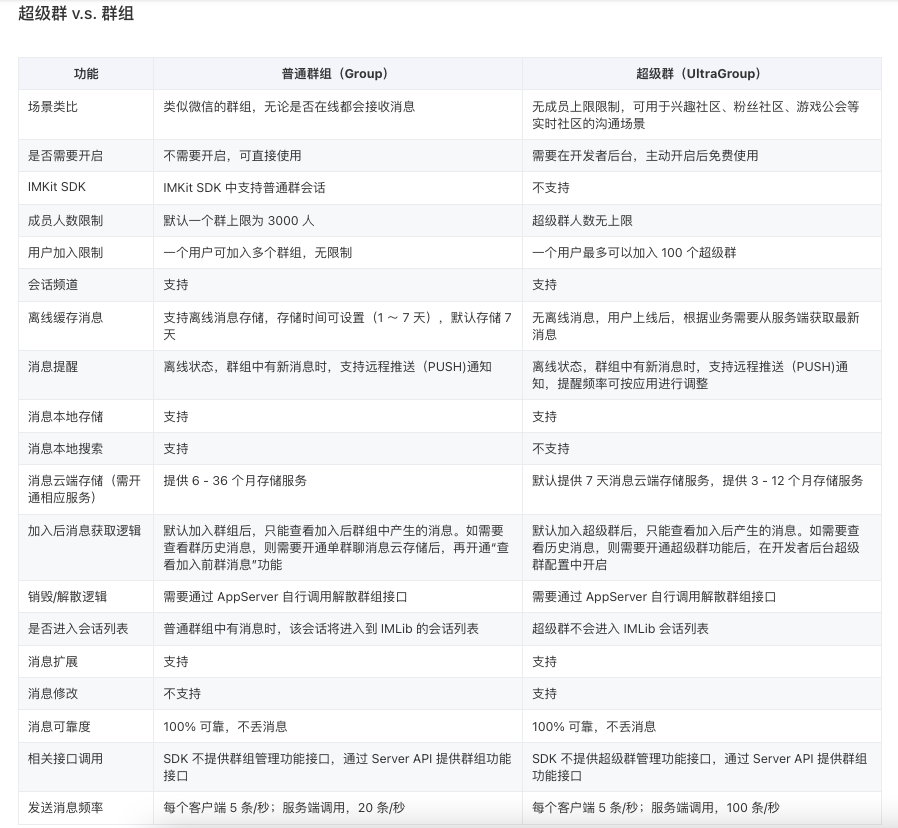 超级群 v.s. 群组
功能
普通群组（Group）
超级群（UltraGroup）
场景类比
类似微信的群组，无论是否在线都会接收消息
无成员上限限制，可用于兴趣社区、粉丝社区、游戏公会等
实时社区的沟通场景
是否需要开启
不需要开启，可直接使用
需要在开发者后台，主动开启后免费使用
IMKit SDK
IMKit SDK 中支持普通群会话
不支持
成员人数限制
默认一个群上限为 3000 人
超级群人数无上限
用户加入限制
一个用户可加入多个群组，无限制
一个用户最多可以加入 100 个超级群
会话频道
支持
支持
离线缓存消息
支持离线消息存储，存储时间可设置（1 ～ 7 天），默认存储 7
天
无离线消息，用户上线后，根据业务需要从服务端获取最新
消息
消息提醒
离线状态，群组中有新消息时，支持远程推送（PUSH)通知
离线状态，群组中有新消息时，支持远程推送（PUSH)通
知，提醒频率可按应用进行调整
消息本地存储
支持
支持
消息本地搜索
支持
不支持
消息云端存储（需开
通相应服务）
提供 6 - 36 个月存储服务
默认提供 7 天消息云端存储服务，提供 3 - 12 个月存储服务
加入后消息获取逻辑
默认加入群组后，只能查看加入后群组中产生的消息。如需要
查看群历史消息，则需要开通单群聊消息云存储后，再开通“查
看加入前群消息”功能
默认加入超级群后，只能查看加入后产生的消息。如需要查
看历史消息，则需要开通超级群功能后，在开发者后台超级
群配置中开启
销毁/解散逻辑
需要通过 AppServer 自行调用解散群组接口
需要通过 AppServer 自行调用解散群组接口
是否进入会话列表
普通群组中有消息时，该会话将进入到 IMLib 的会话列表
超级群不会进入 IMLib 会话列表
消息扩展
支持
支持
消息修改
不支持
支持
消息可靠度
100% 可靠，不丢消息
100% 可靠，不丢消息
相关接口调用
SDK 不提供群组管理功能接口，通过 Server API 提供群组功能
接口
SDK 不提供超级群管理功能接口，通过 Server API 提供群组
功能接口
发送消息频率
每个客户端 5 条/秒；服务端调用，20 条/秒
每个客户端 5 条/秒；服务端调用，100 条/秒